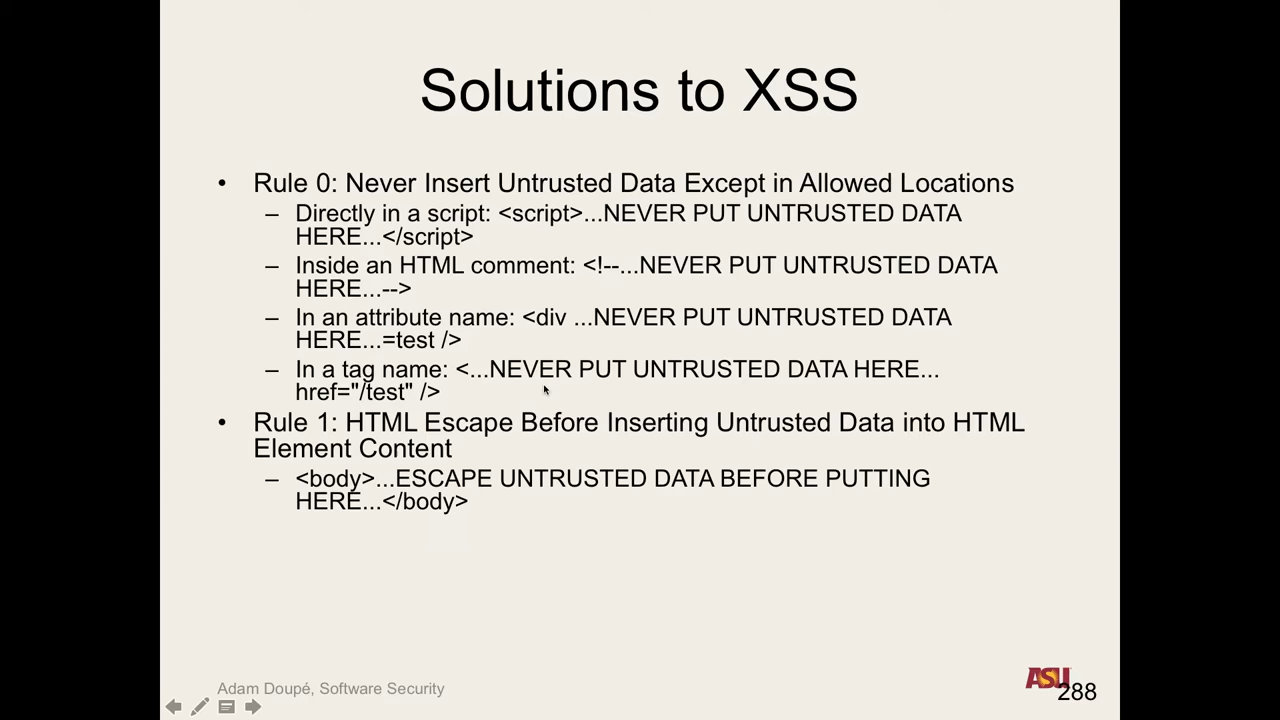 Solutions to XSS
• Rule 0: Never Insert Untrusted Data Except in Allowed Locations
– Directly in a script: <script>...NEVER PUT UNTRUSTED DATA
HERE...</script>
– Inside an HTML comment: <!--...NEVER PUT UNTRUSTED DATA
HERE...-->
– In an attribute name: <div ...NEVER PUT UNTRUSTED DATA
HERE...=test />
– In a tag name: <...NEVER PUT UNTRUSTED DATA HERE...
href="/test" />
• Rule 1: HTML Escape Before Inserting Untrusted Data into HTML
Element Content
– <body>...ESCAPE UNTRUSTED DATA BEFORE PUTTING
HERE...</body>
Adam Doupé, Software Security
ASU
288